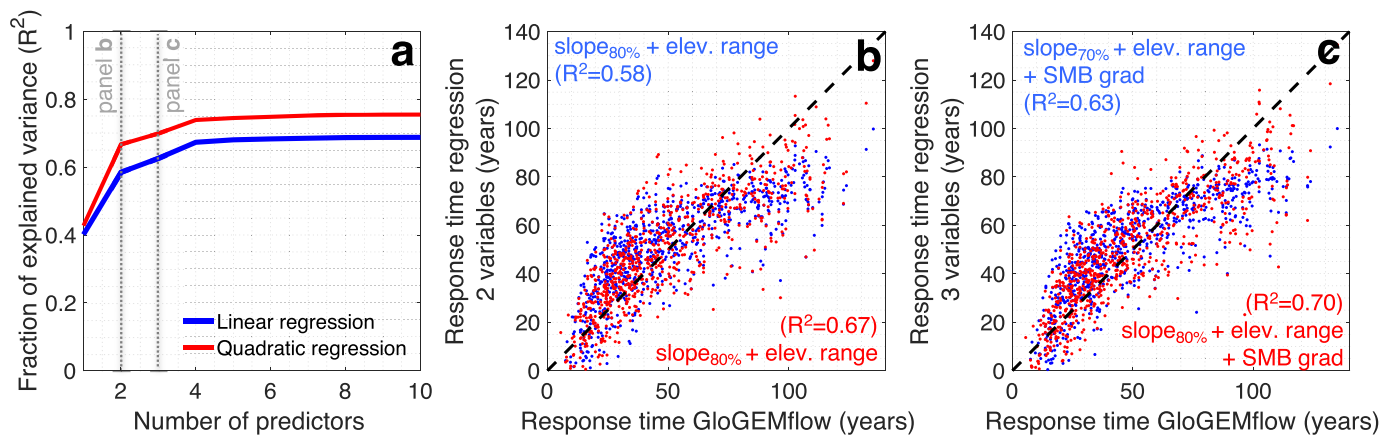 Fraction of explained variance (R²)
1
0.8
0.6
0.4
0.2
0
panel b
panel c
a
Linear regression
Quadratic regression
2
4
6
8
10
Number of predictors
Response time regression
2 variables (years)
140
120
100
80
60
40
20
0
slope80% + elev. range
(R²=0.58)
b
(R²=0.67)
slope80% + elev. range
0
50
100
Response time GloGEMflow (years)
Response time regression
3 variables (years)
140
120
100
80
60
40
20
0
slope70% + elev. range
+ SMB grad
(R²=0.63)
c
(R²=0.70)
slope80% + elev. range
+ SMB grad
0
50
100
Response time GloGEMflow (years)